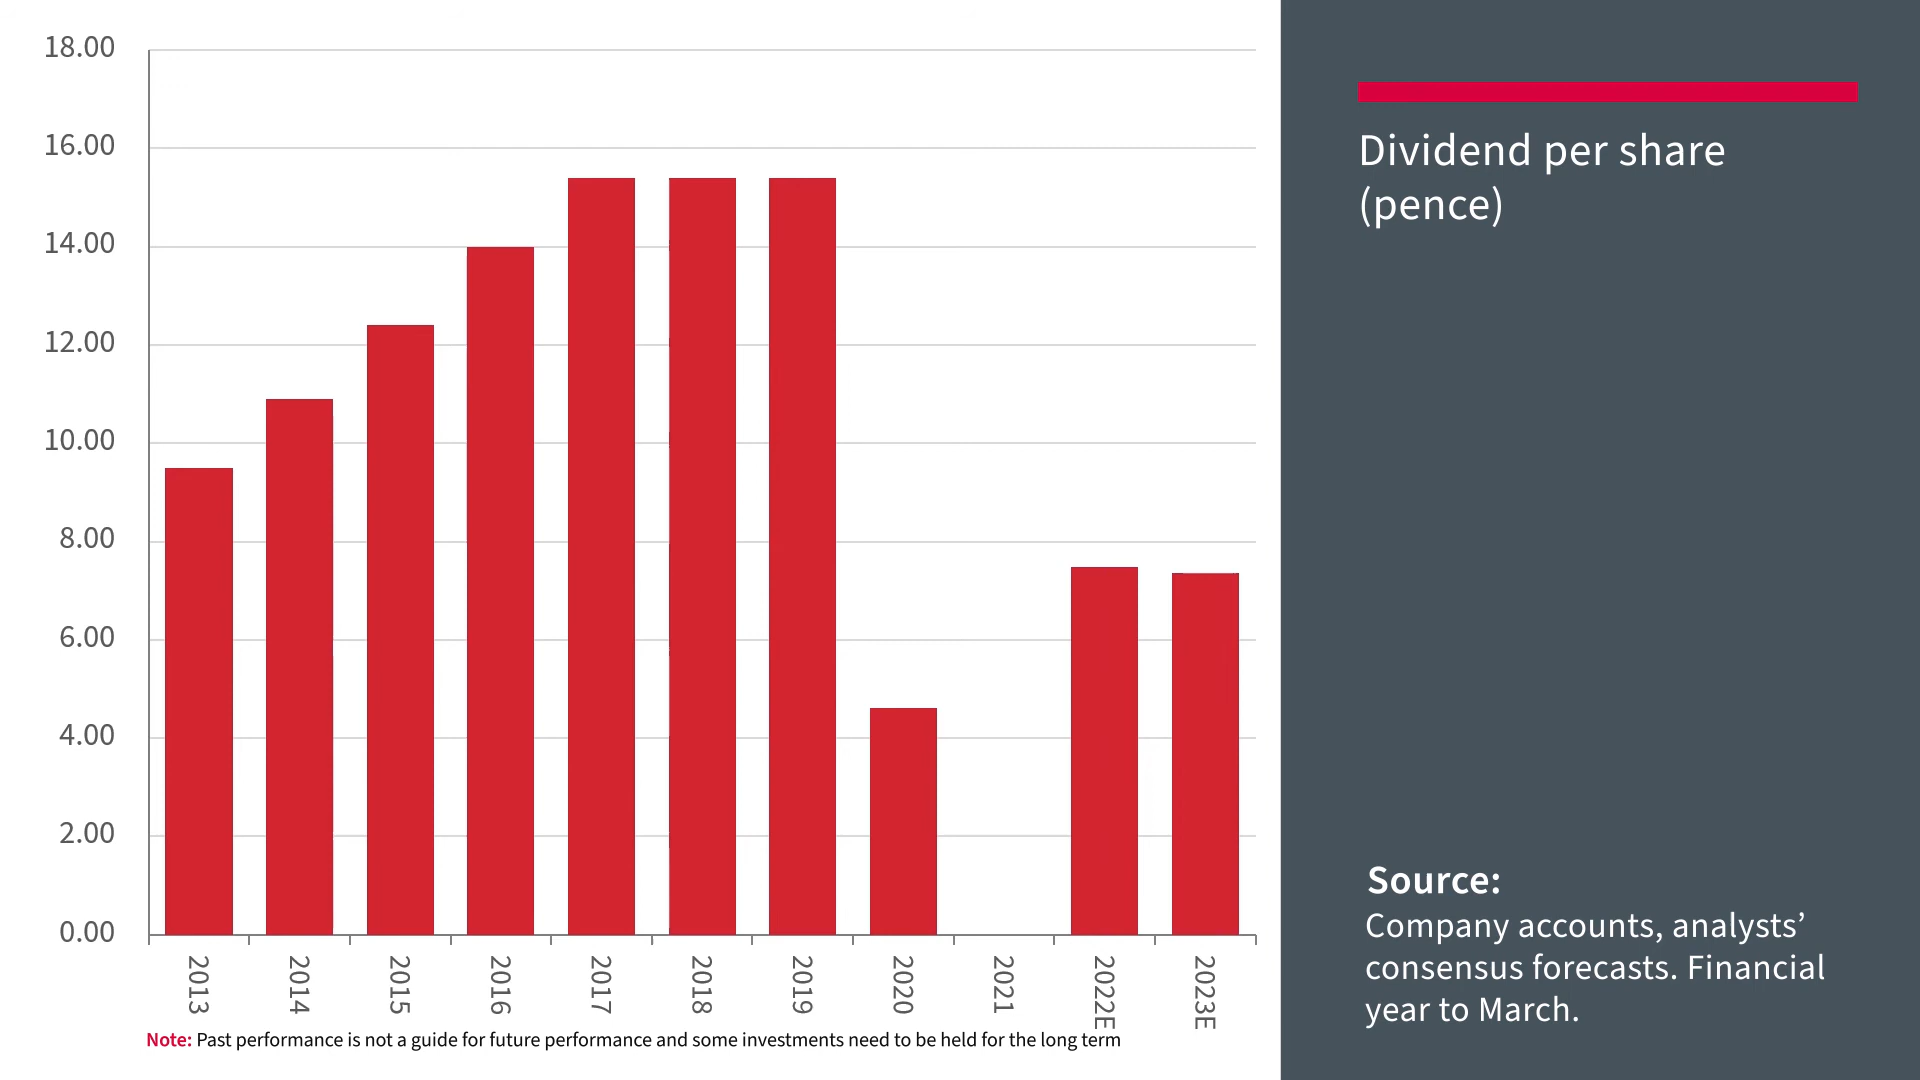 18.00
16.00
14.00
12.00
10.00
8.00
6.00
4.00
2.00
0.00
2013
2014
2015
2016
2017
2018
2019
2020
2021
2022E
2023E
Note: Past performance is not a guide for future performance and some investments need to be held for the long term
Dividend per share
(pence)
Source:
Company accounts, analysts’
consensus forecasts. Financial
year to March.